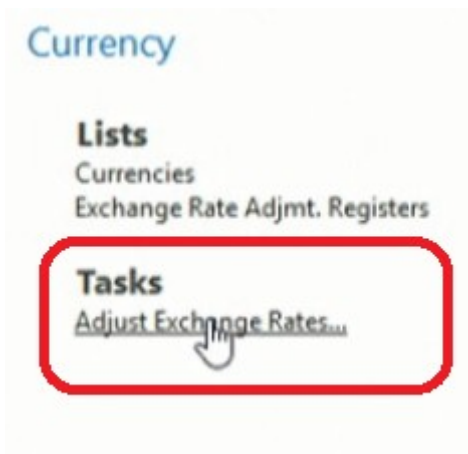 Currency
Lists
Currencies
Exchange Rate Adjmt. Registers
Tasks
Adjust Exchange Rates...